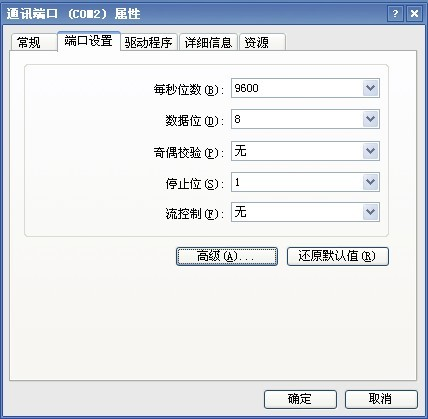 通讯端口 (COM2) 属性
常规 端口设置 驱动程序 详细信息 资源
每秒位数(B): 9600
数据位(D): 8
奇偶校验(P): 无
停止位(S): 1
流控制(F): 无
高级(A)... 还原默认值(R)
确定 取消